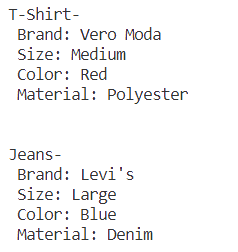 T-Shirt-
Brand: Vero Moda
Size: Medium
Color: Red
Material: Polyester
Jeans-
Brand: Levi's
Size: Large
Color: Blue
Material: Denim